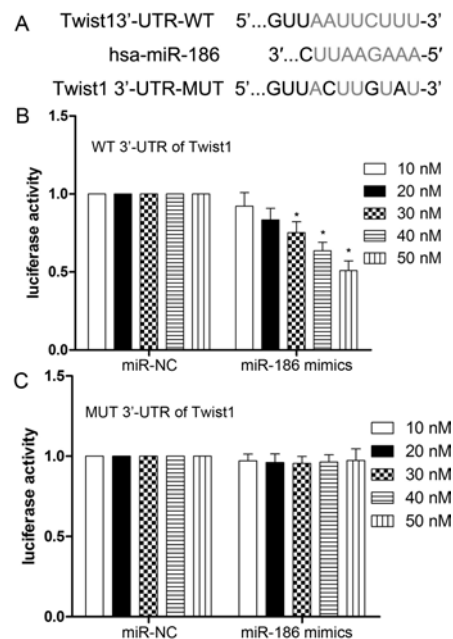 A
Twist13'-UTR-WT 5'...GUUAAUUCUUU-3'
hsa-miR-186 3'...CUUAAGAAA-5'
Twist1 3'-UTR-MUT 5'...GUUACUUGUAU-3'
B
WT 3'-UTR of Twist1
luciferase activity
1.5
1.0
0.5
0.0
* * *
miR-NC miR-186 mimics
10 nM
20 nM
30 nM
40 nM
50 nM
C
MUT 3'-UTR of Twist1
luciferase activity
1.5
1.0
0.5
0.0
miR-NC miR-186 mimics
10 nM
20 nM
30 nM
40 nM
50 nM